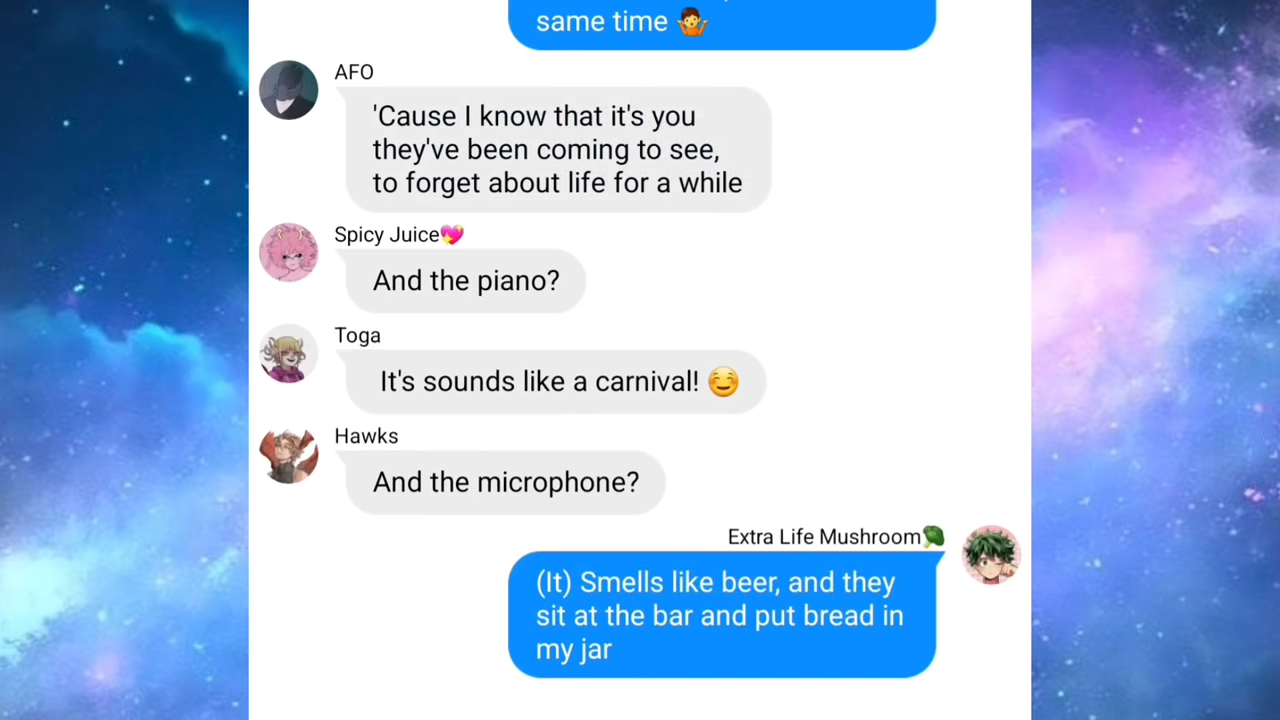 same time 🤷
AFO
'Cause I know that it's you
they've been coming to see,
to forget about life for a while
Spicy Juice💖
And the piano?
Toga
It's sounds like a carnival! ☺️
Hawks
And the microphone?
Extra Life Mushroom🥦
(It) Smells like beer, and they
sit at the bar and put bread in
my jar